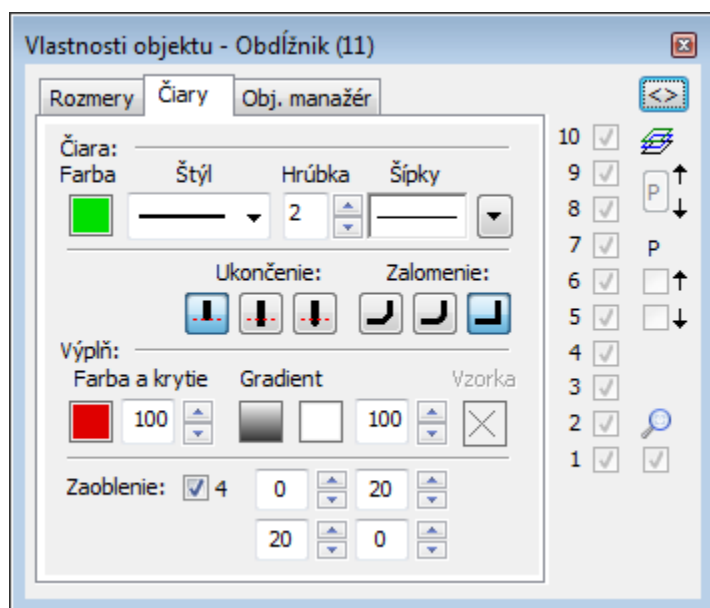 Vlastnosti objektu - Obdĺžnik (11)
Rozmery Čiary Obj. manažér
<>
Čiara:
Farba Štýl Hrúbka Šípky
2
Ukončenie: Zalomenie:
Výplň:
Farba a krytie Gradient Vzorka
100 100
Zaoblenie: 4 0 20
20 0
10
9
P
8
7 P
6
5
4
3
2
1